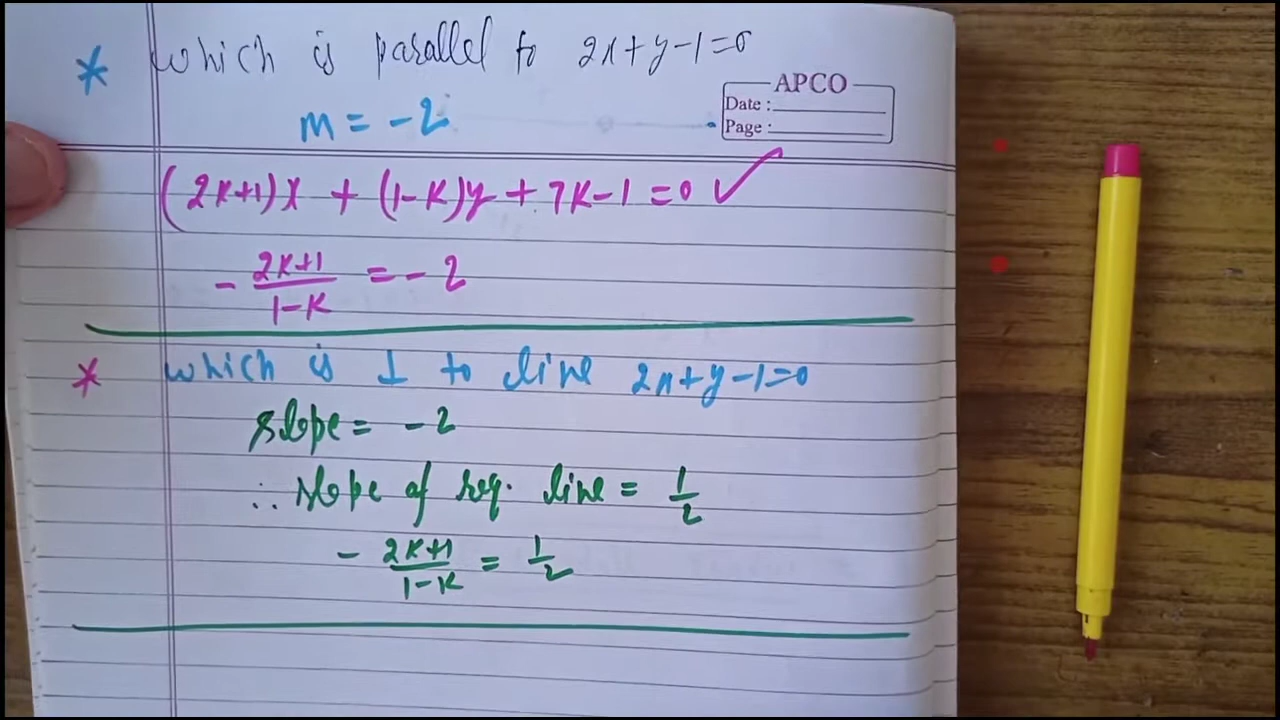 * which is parallel to 2x+y-1=0
APCO
Date :
Page :
m = -2
(2K+1)x + (1-K)y + 7K-1 = 0 ✓
- (2K+1)/(1-K) = -2
* which is ⊥ to line 2x+y-1=0
slope = -2
∴ slope of req. line = 1/2
- (2K+1)/(1-K) = 1/2